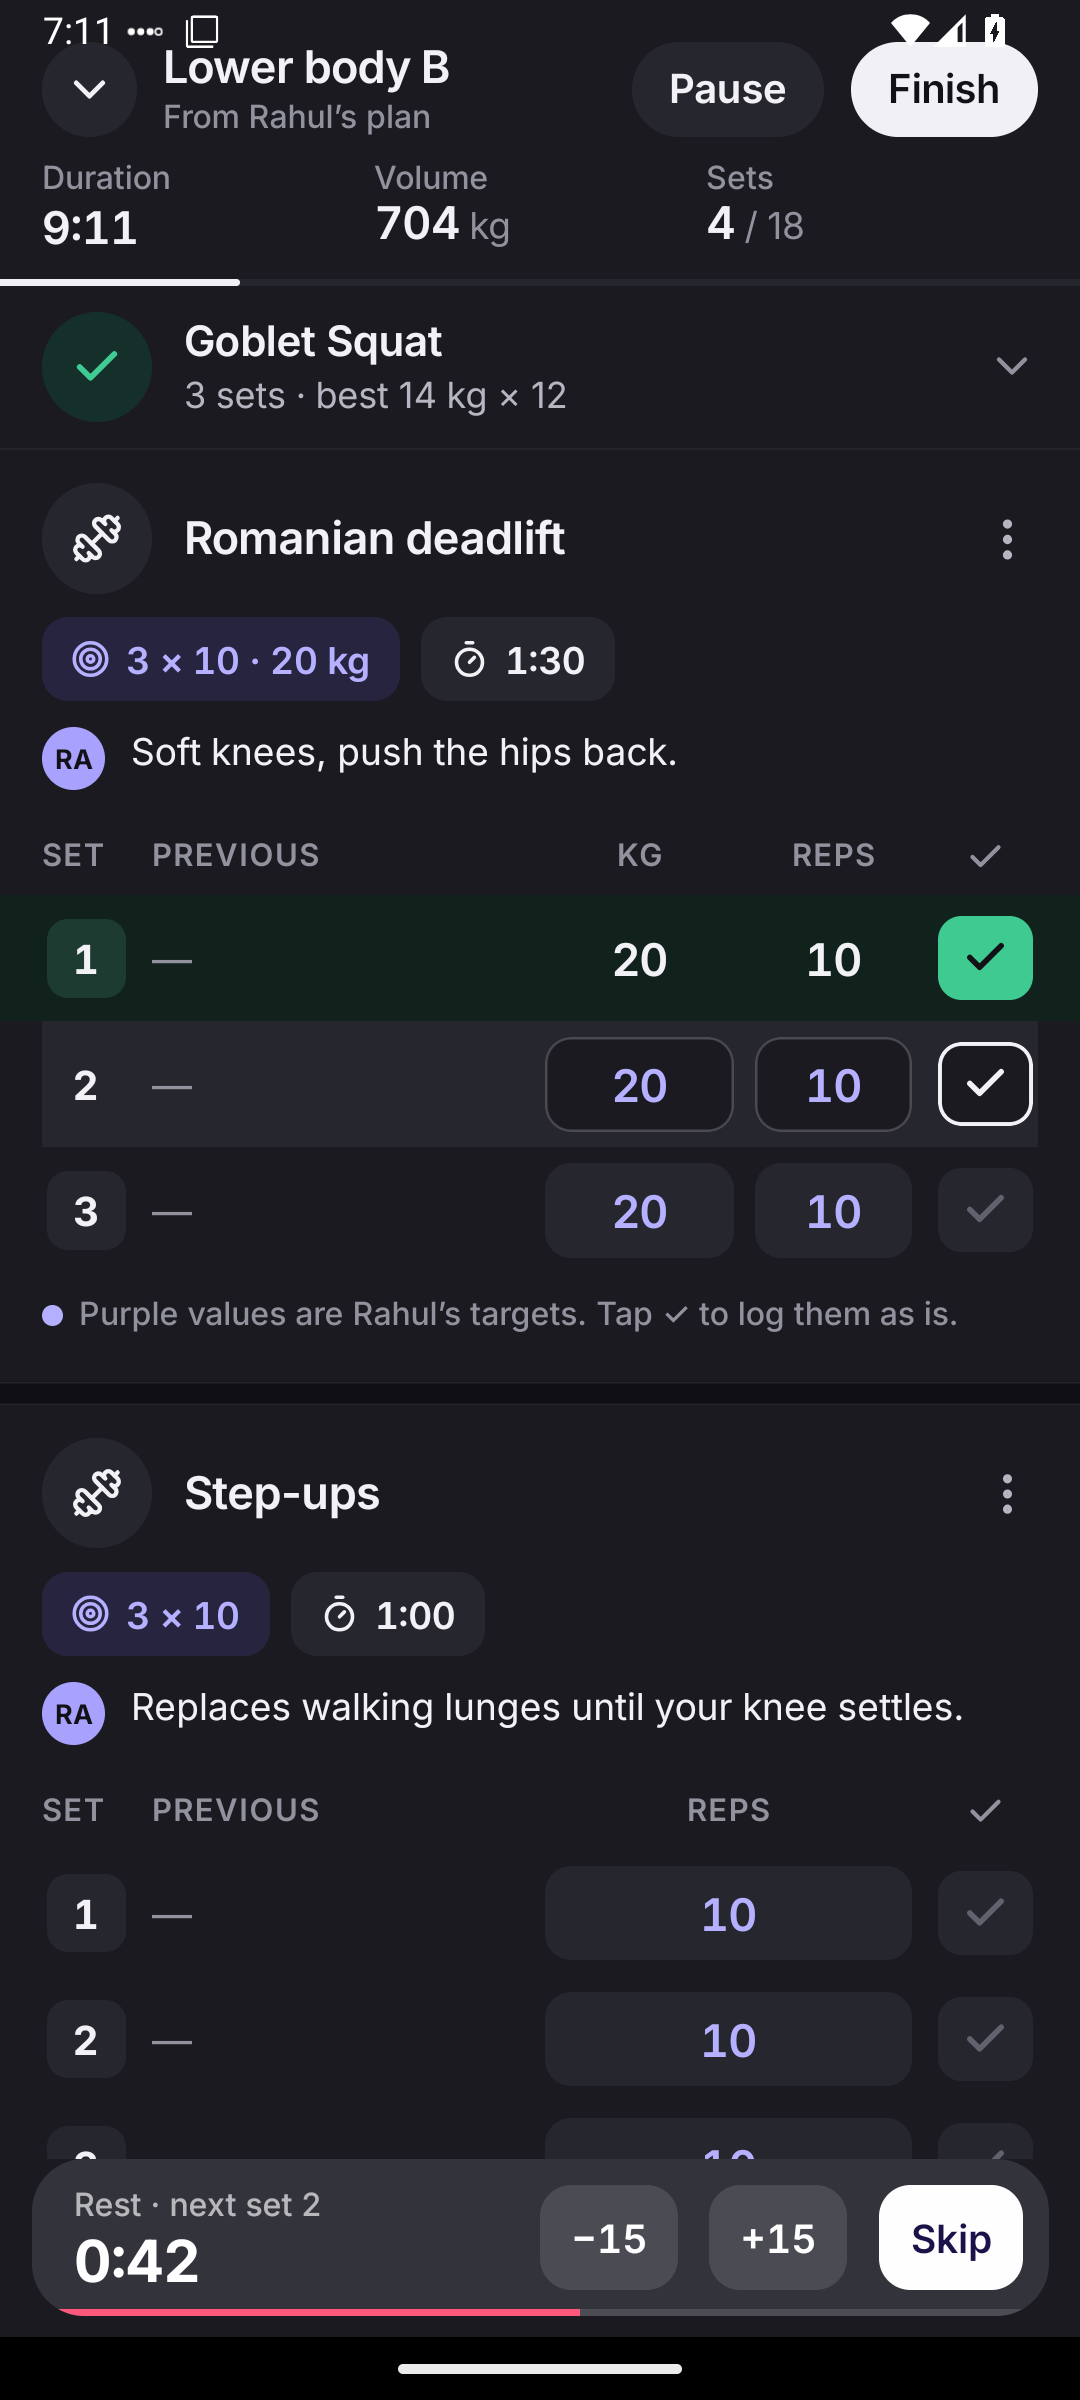 7:11
Lower body B
From Rahul’s plan
Pause
Finish
Duration
9:11
Volume
704 kg
Sets
4 / 18
Goblet Squat
3 sets · best 14 kg × 12
Romanian deadlift
3 × 10 · 20 kg
1:30
RA
Soft knees, push the hips back.
SET PREVIOUS KG REPS ✓
1 — 20 10 ✓
2 — 20 10 ✓
3 — 20 10 ✓
Purple values are Rahul’s targets. Tap ✓ to log them as is.
Step-ups
3 × 10
1:00
RA
Replaces walking lunges until your knee settles.
SET PREVIOUS REPS ✓
1 — 10 ✓
2 — 10 ✓
Rest · next set 2
0:42
−15
+15
Skip